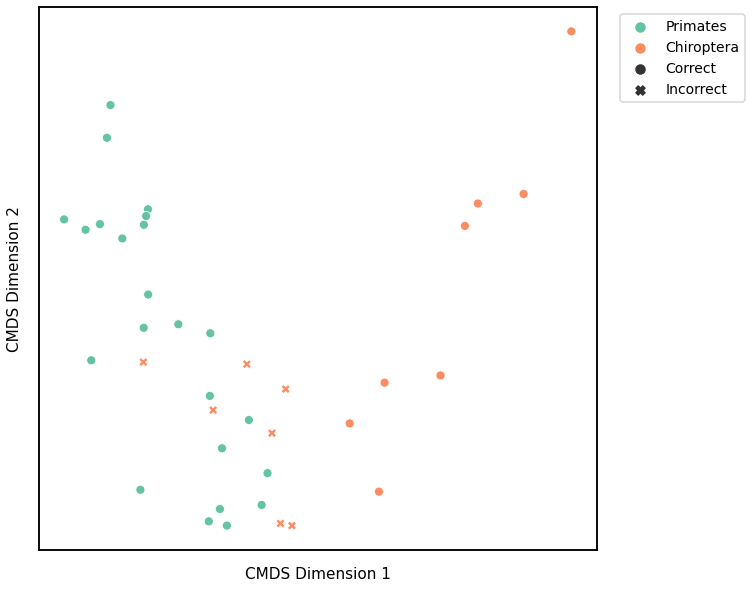 Primates
Chiroptera
Correct
Incorrect
CMDS Dimension 2
CMDS Dimension 1